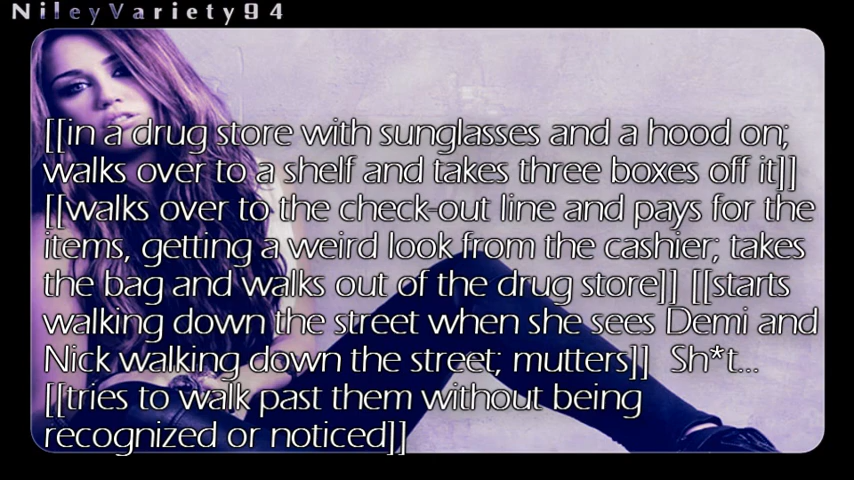 NileyVariety94
[[in a drug store with sunglasses and a hood on;
walks over to a shelf and takes three boxes off it]]
[[walks over to the check-out line and pays for the
items, getting a weird look from the cashier; takes
the bag and walks out of the drug store]] [[starts
walking down the street when she sees Demi and
Nick walking down the street; mutters]] Sh*t...
[[tries to walk past them without being
recognized or noticed]]